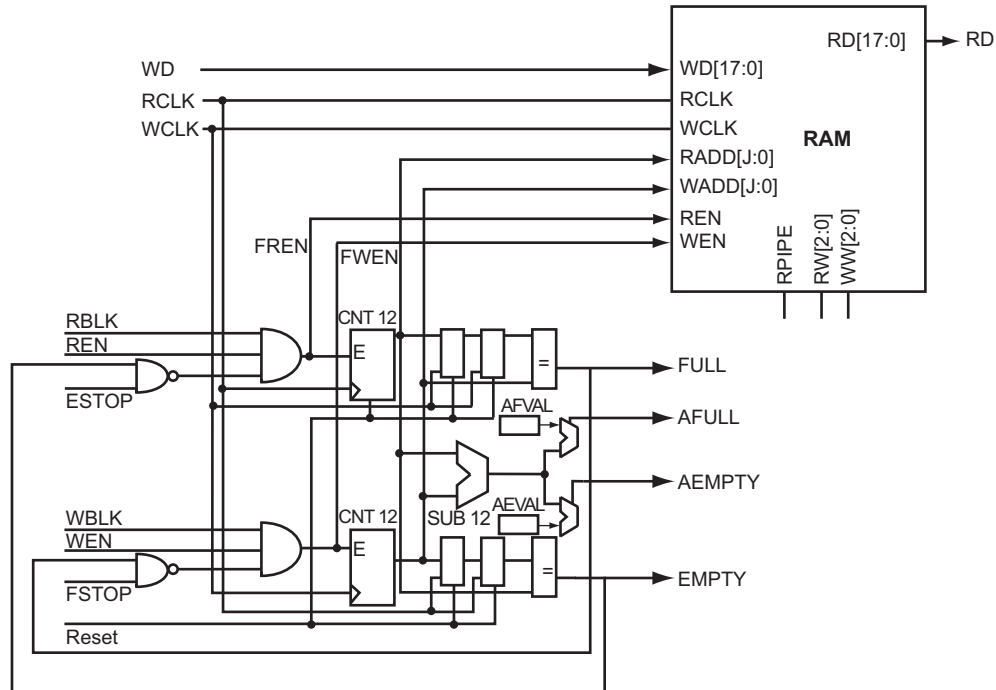 RD[17:0]
RD
WD
WD[17:0]
RCLK
RCLK
WCLK
WCLK
RAM
RADD[J:0]
WADD[J:0]
REN
FREN
FWEN
WEN
RPIPE
RW[2:0]
WW[2:0]
RBLK
CNT 12
REN
E
=
FULL
ESTOP
AFVAL
AFULL
AEMPTY
WBLK
CNT 12
SUB 12
AEVAL
WEN
E
=
EMPTY
FSTOP
Reset